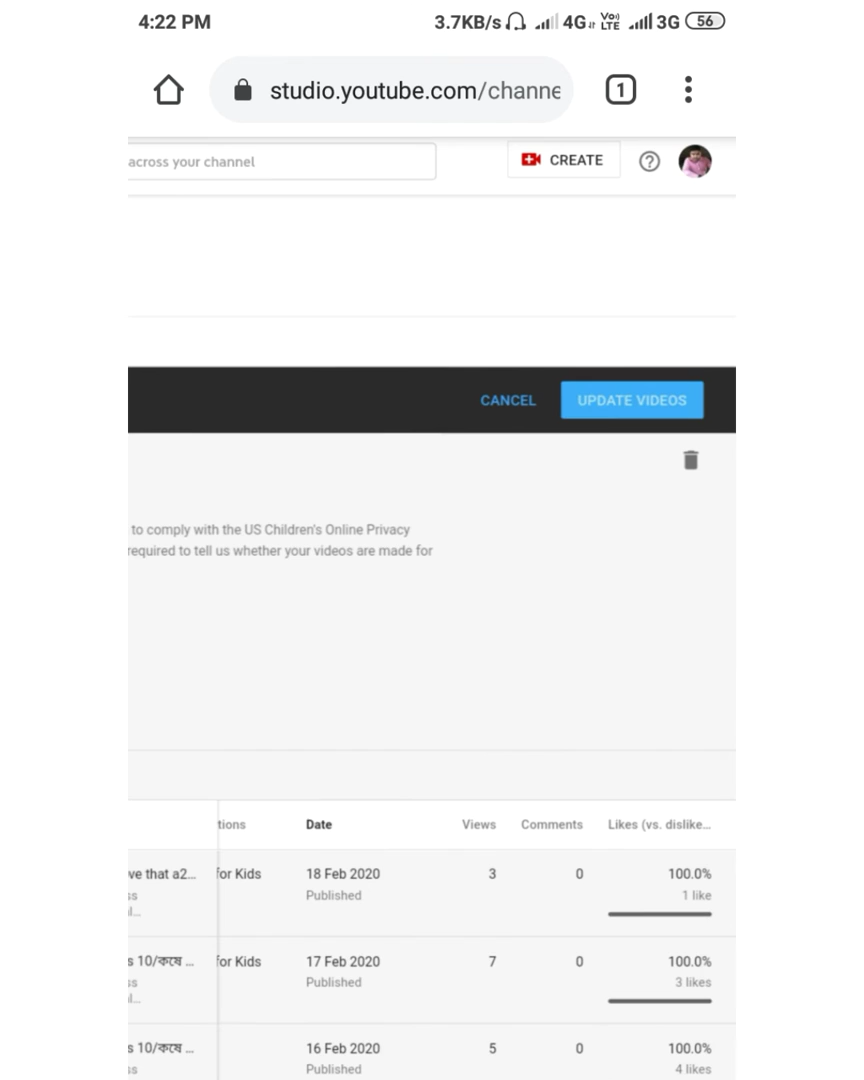 4:22 PM 3.7KB/s 4G Vo)) LTE 3G 56
studio.youtube.com/channe 1
across your channel CREATE
CANCEL UPDATE VIDEOS
to comply with the US Children's Online Privacy
required to tell us whether your videos are made for
tions Date Views Comments Likes (vs. dislike...
ve that a2... for Kids 18 Feb 2020 3 0 100.0%
ss Published 1 like
s 10/কষে ... for Kids 17 Feb 2020 7 0 100.0%
ss Published 3 likes
s 10/কষে ... 16 Feb 2020 5 0 100.0%
ss Published 4 likes